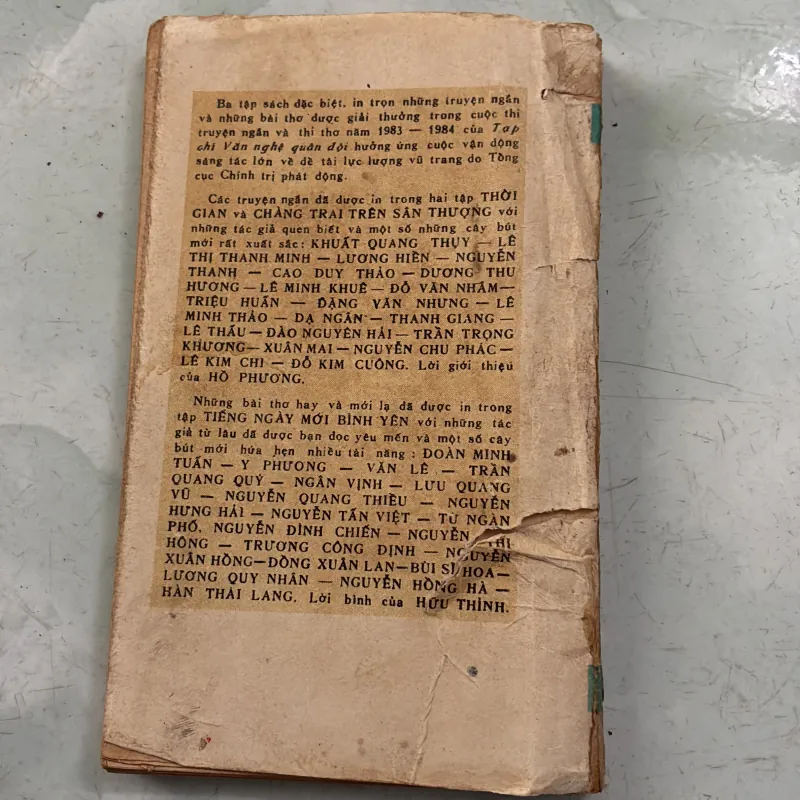 Ba tập sách đặc biệt, in trọn những truyện ngắn
và những bài thơ được giải thưởng trong cuộc thi
truyện ngắn và thi thơ năm 1983 — 1984 của Tạp
chí Văn nghệ quân đội hưởng ứng cuộc vận động
sáng tác lớn về đề tài lực lượng vũ trang do Tổng
cục Chính trị phát động.
Các truyện ngắn đã được in trong hai tập THỜI
GIAN và CHÀNG TRAI TRÊN SÂN THƯỢNG với
những tác giả quen biết và một số những cây bút
mới rất xuất sắc: KHUẤT QUANG THỤY — LÊ
THỊ THANH MINH — LƯƠNG HIỀN — NGUYỄN
THANH — CAO DUY THẢO — DƯƠNG THU
HƯƠNG — LÊ MINH KHUÊ — ĐỖ VĂN NHÂM —
TRIỆU HUẤN — ĐẶNG VĂN NHƯNG — LÊ
MINH THẢO — DẠ NGÂN — THANH GIANG —
LÊ THẤU — ĐÀO NGUYÊN HẢI — TRẦN TRỌNG
KHƯƠNG — XUÂN MAI — NGUYỄN CHU PHÁC —
LÊ KIM CHI — ĐỖ KIM CUÔNG. Lời giới thiệu
của HỒ PHƯƠNG.
Những bài thơ hay và mới lạ đã được in trong
tập TIẾNG NGÀY MỚI BÌNH YÊN với những tác
giả từ lâu đã được bạn đọc yêu mến và một số cây
bút mới hứa hẹn nhiều tài năng : ĐOÀN MINH
TUẤN — Y PHƯƠNG — VĂN LÊ — TRẦN
QUANG QUÝ — NGÂN VỊNH — LƯU QUANG
VŨ — NGUYỄN QUANG THIỀU — NGUYỄN
HƯNG HẢI — NGUYỄN TẤN VIỆT — TỪ NGÀN
PHỐ, NGUYỄN ĐÌNH CHIẾN — NGUYỄN
HỒNG — TRƯƠNG CÔNG ĐỊNH — NGUYỄN
XUÂN HỒNG — ĐỒNG XUÂN LAN — BÙI SĨ HOA —
LƯƠNG QUY NHÂN — NGUYỄN HỒNG HÀ —
HÀN THÁI LANG. Lời bình của HỮU THỈNH.